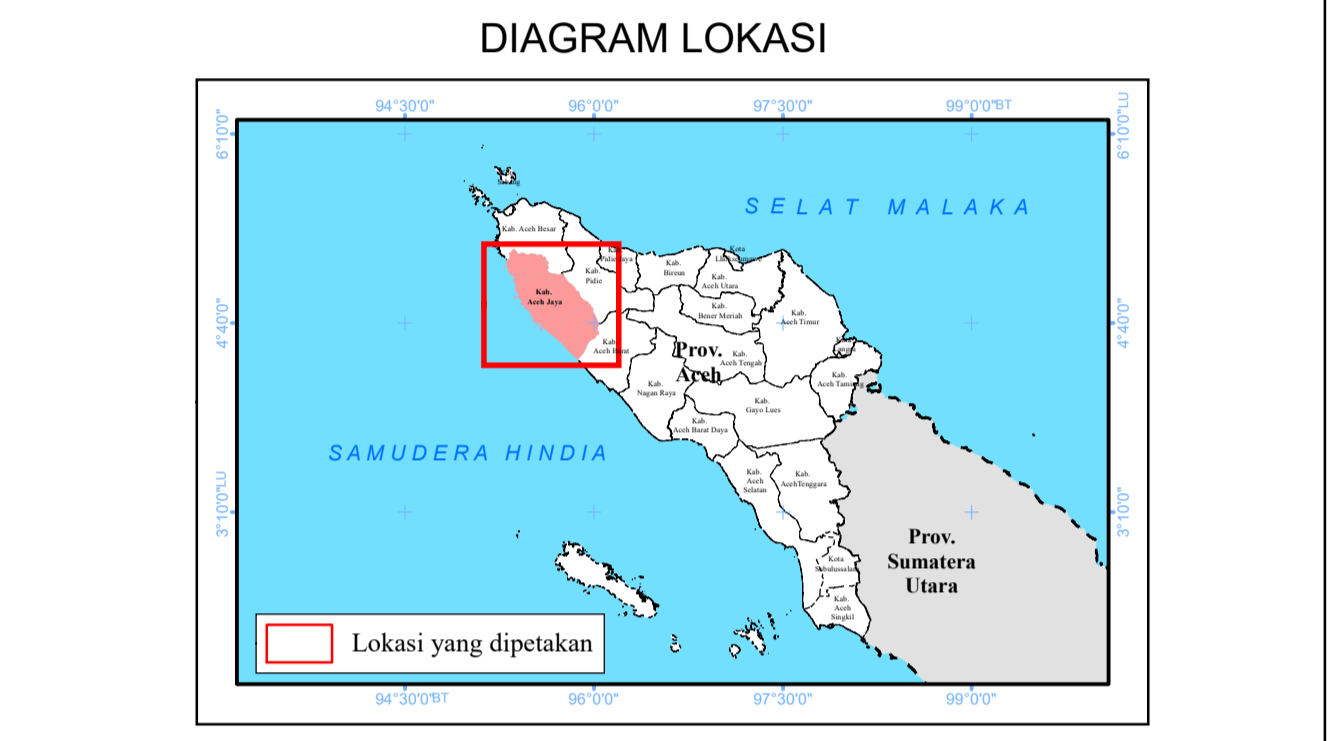 DIAGRAM LOKASI
94°30'0"
96°0'0"
97°30'0"
99°0'0"BT
6°10'0"
6°10'0"LU
SELAT MALAKA
Kab. Aceh Besar
Kab.
Pidie Jaya
Kab.
Pidie
Kab.
Bireun
Kota
Kab.
Aceh Utara
Kab.
Aceh Jaya
Kab.
Bener Meriah
Kab.
Aceh Timur
4°40'0"
4°40'0"
Kab.
Aceh Barat
Prov.
Aceh
Kab.
Aceh Tengah
Kab.
Nagan Raya
Kab.
Aceh Tamiang
Kab.
Gayo Lues
Kab.
Aceh Barat Daya
SAMUDERA HINDIA
Kab.
Aceh
Selatan
Kab.
AcehTenggara
3°10'0"LU
3°10'0"
Prov.
Sumatera
Utara
Kota
Subulussalam
Kab.
Aceh
Singkil
Lokasi yang dipetakan
94°30'0"BT
96°0'0"
97°30'0"
99°0'0"